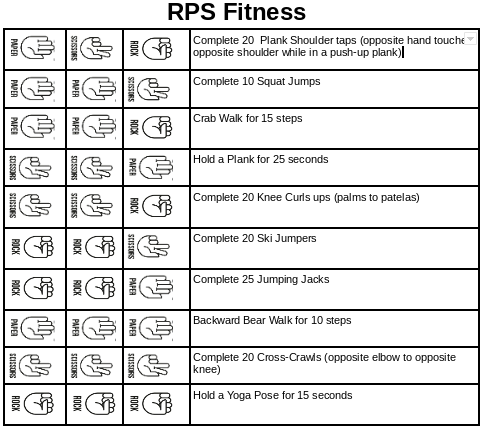 RPS Fitness
PAPER SCISSORS ROCK Complete 20 Plank Shoulder taps (opposite hand touche
opposite shoulder while in a push-up plank)
PAPER PAPER SCISSORS Complete 10 Squat Jumps
PAPER PAPER ROCK Crab Walk for 15 steps
SCISSORS SCISSORS PAPER Hold a Plank for 25 seconds
SCISSORS SCISSORS ROCK Complete 20 Knee Curls ups (palms to patelas)
ROCK ROCK SCISSORS Complete 20 Ski Jumpers
ROCK ROCK PAPER Complete 25 Jumping Jacks
PAPER PAPER PAPER Backward Bear Walk for 10 steps
SCISSORS SCISSORS SCISSORS Complete 20 Cross-Crawls (opposite elbow to opposite
knee)
ROCK ROCK ROCK Hold a Yoga Pose for 15 seconds